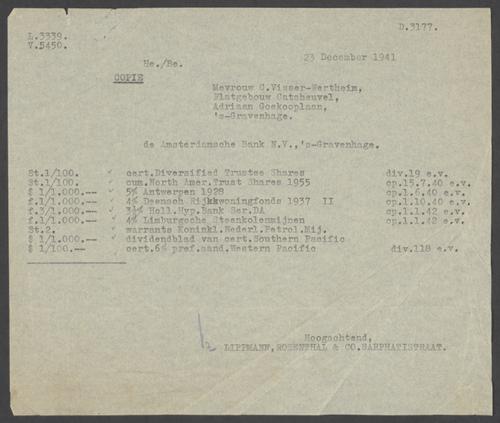 L.3339.
V.5450.
D.3177.
He./Be.
23 December 1941
COPIE
Mevrouw C.Visser-Wertheim,
Flatgebouw Catsheuvel,
Adriaan Goekooplaan,
's-Gravenhage.
de Amsterdamsche Bank N.V.,'s-Gravenhage.
St.1/100. cert.Diversified Trustee Shares div.19 e.v.
St.1/100. cum.North Amer.Trust Shares 1955 cp.15.7.40 e.v.
$ 1/1.000.-- 5% Antwerpen 1928 cp.1.6.40 e.v.
f.1/1.000.-- 4% Deensch Rijkkwoningfonds 1937 II cp.1.10.40 e.v.
f.3/1.000.-- 3½% Holl.Hyp.Bank Ser.DA cp.1.1.42 e.v.
f.1/1.000.-- 4% Limburgsche Steenkolenmijnen cp.1.1.42 e.v.
St.2. warrants Koninkl.Nederl.Petrol.Mij.
$ 1/1.000.-- dividendblad van cert.Southern Pacific
$ 1/100.-- cert.6% pref.aand.Western Pacific div.118 e.v.
Hoogachtend,
LIPPMANN,ROSENTHAL & CO.SARPHATISTRAAT.